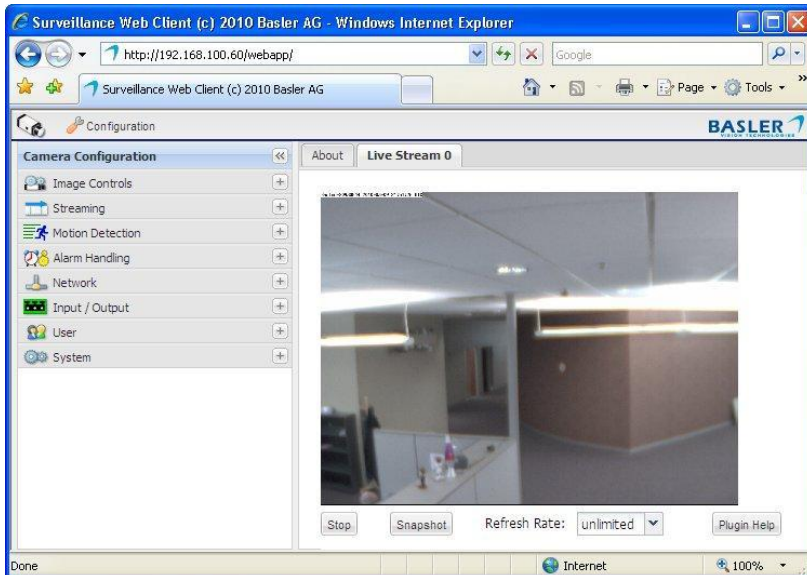 Surveillance Web Client (c) 2010 Basler AG - Windows Internet Explorer
http://192.168.100.60/webapp/
Google
Surveillance Web Client (c) 2010 Basler AG
Page
Tools
»
Configuration
BASLER
VISION TECHNOLOGIES
Camera Configuration
About
Live Stream 0
Image Controls
Streaming
Motion Detection
Alarm Handling
Network
Input / Output
User
System
Stop
Snapshot
Refresh Rate:
unlimited
Plugin Help
Done
Internet
100%